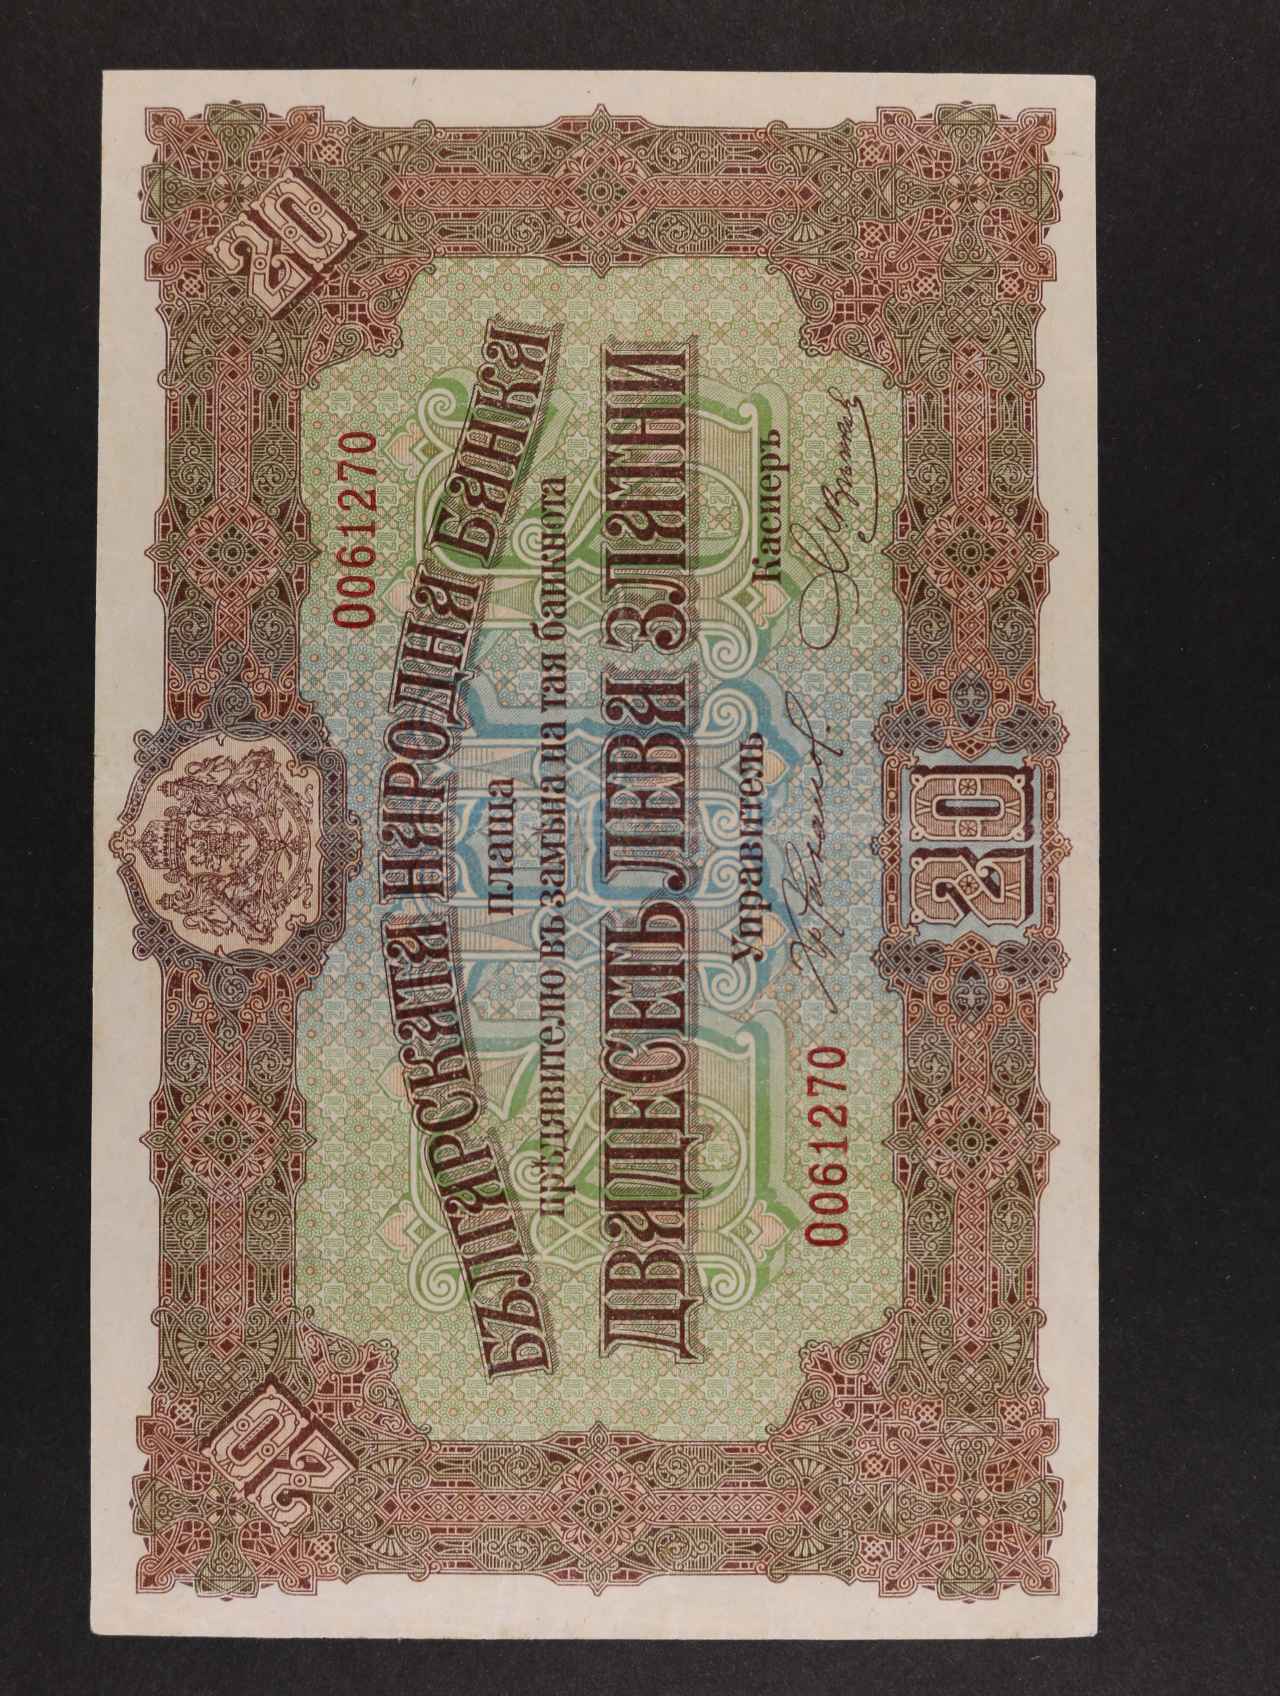 20
20
0061270
БЪЛГАРСКАТА НАРОДНА БАНКА
плаща
прѣдявителю въ замѣна на тая банкнота
ДВАДЕСЕТЬ ЛЕВА ЗЛАТНИ
Управитель
Касиеръ
0061270
20